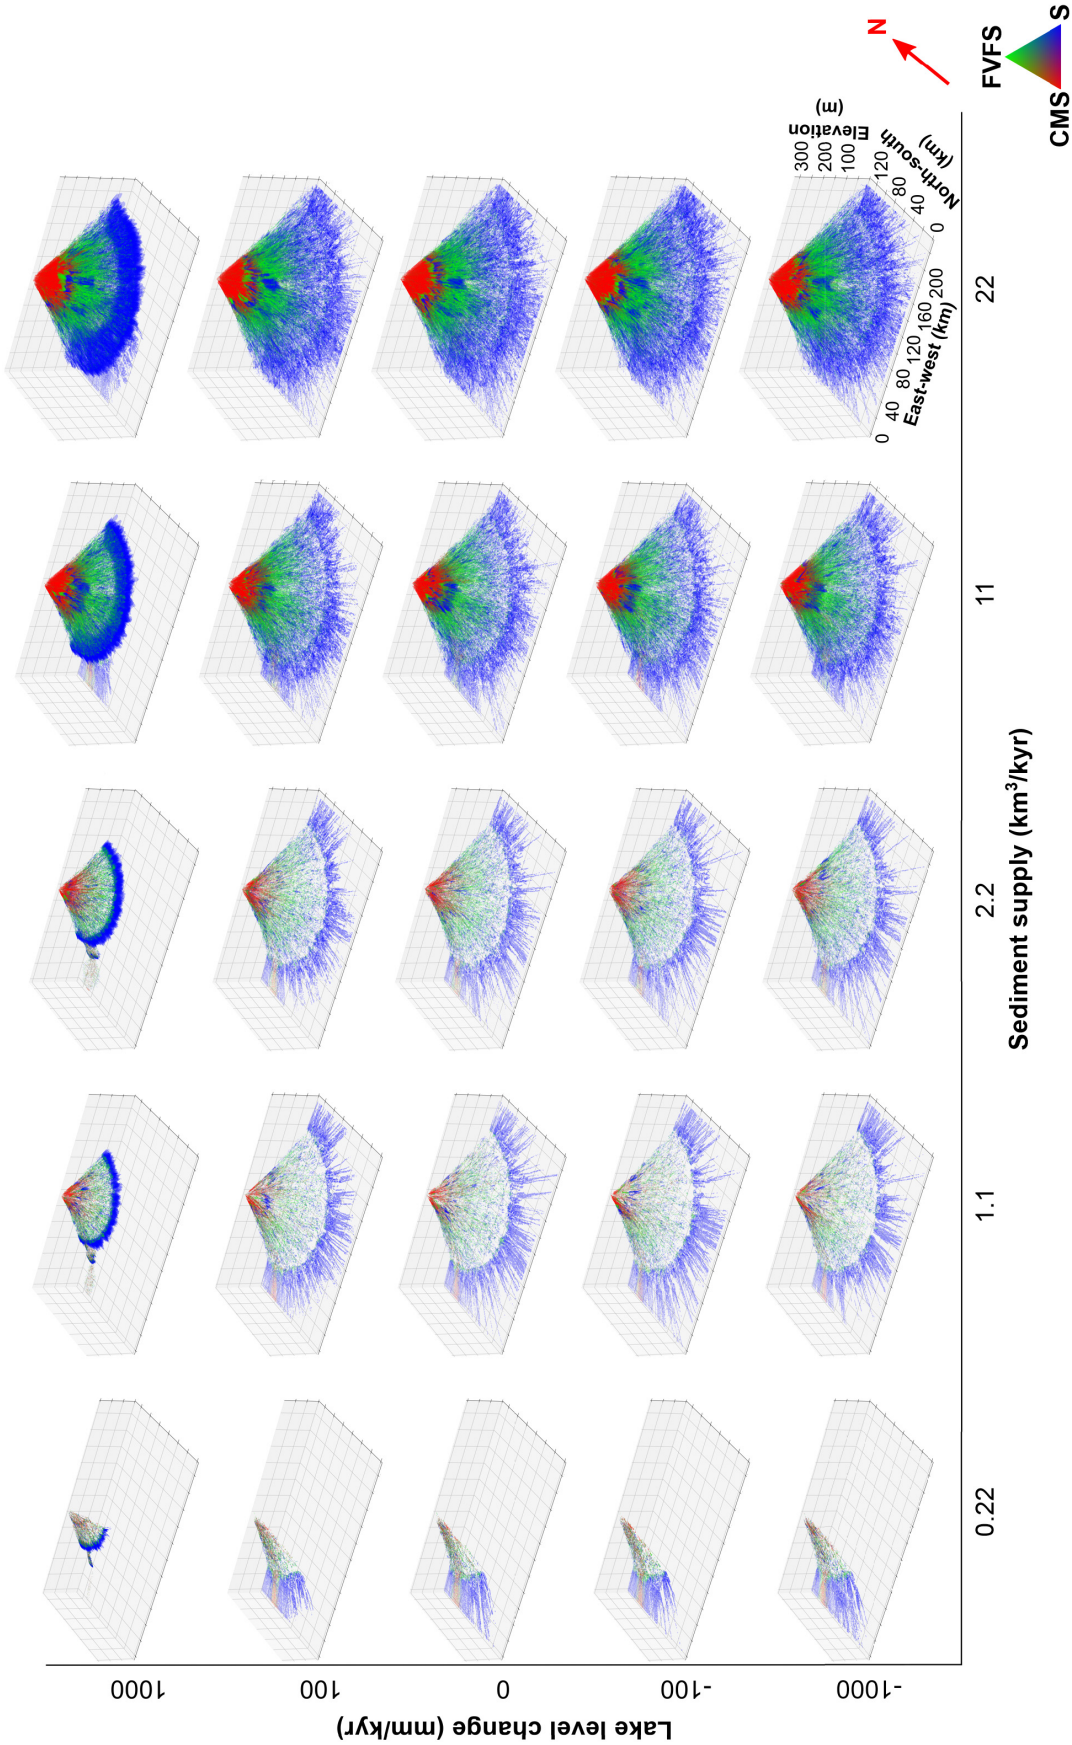 N
FVFS
CMS
S
Elevation
(m)
300
200
100
North-south
(km)
120
80
40
0
East-west (km)
0
40
80
120
160
200
Lake level change (mm/kyr)
1000
100
0
-100
-1000
0.22
1.1
2.2
11
22
Sediment supply (km³/kyr)